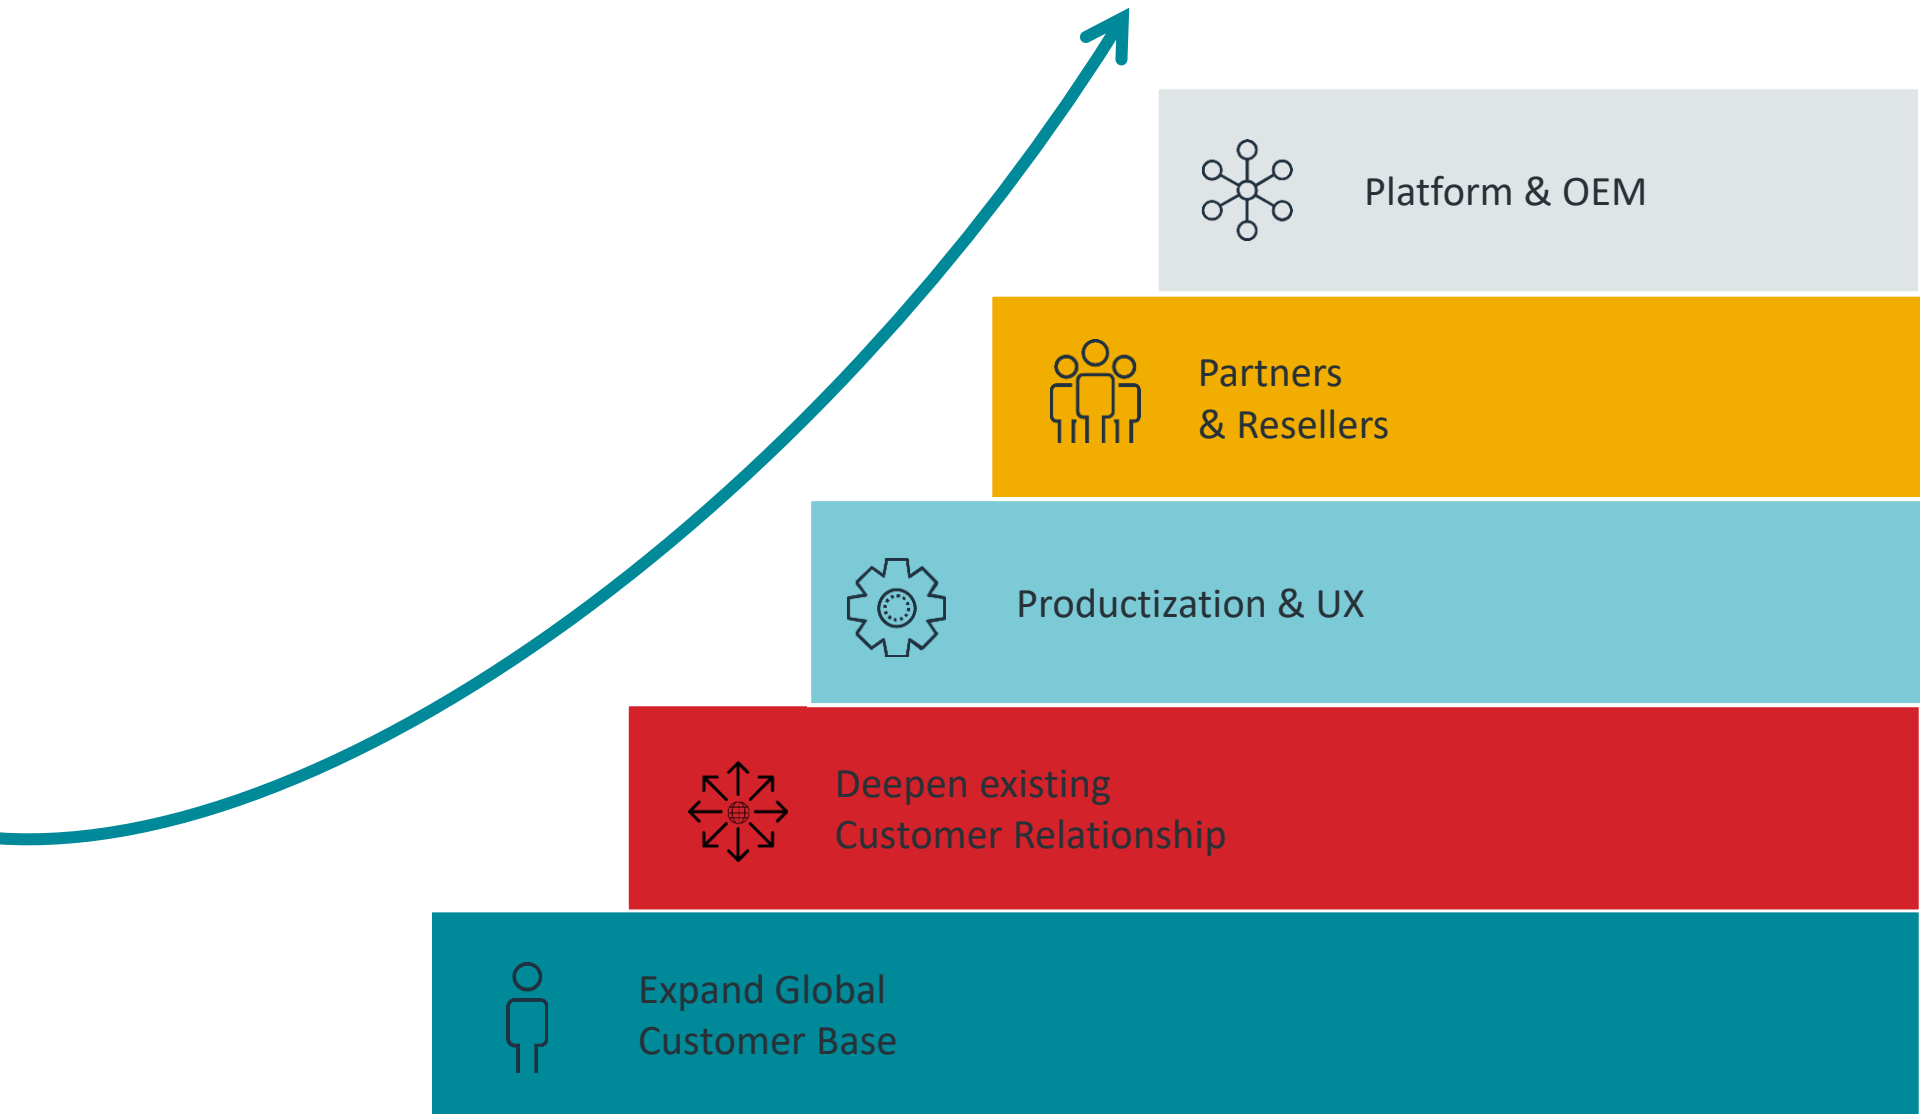 Platform & OEM
Partners
& Resellers
Productization & UX
Deepen existing
Customer Relationship
Expand Global
Customer Base